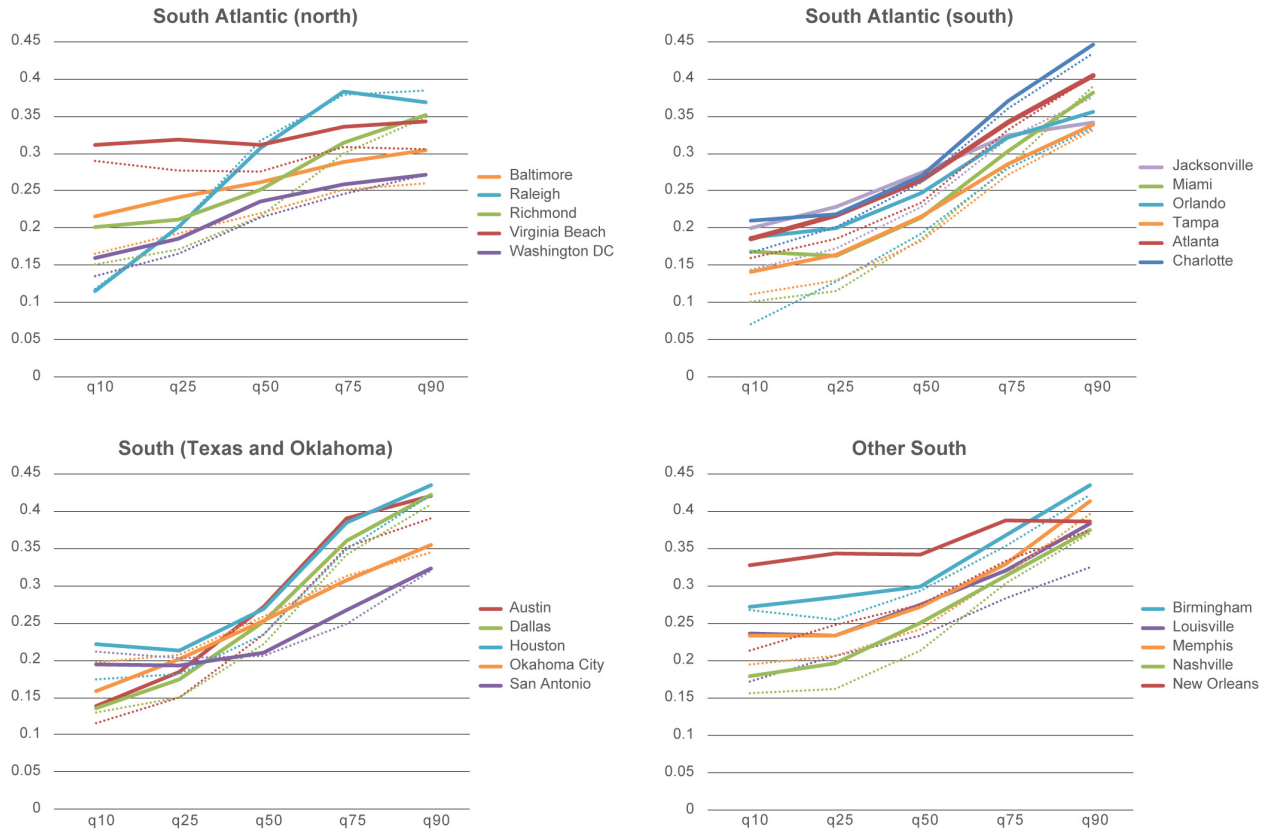 South Atlantic (north)
0.45
0.4
0.35
0.3
0.25
0.2
0.15
0.1
0.05
0
q10 q25 q50 q75 q90
Baltimore
Raleigh
Richmond
Virginia Beach
Washington DC
South Atlantic (south)
0.45
0.4
0.35
0.3
0.25
0.2
0.15
0.1
0.05
0
q10 q25 q50 q75 q90
Jacksonville
Miami
Orlando
Tampa
Atlanta
Charlotte
South (Texas and Oklahoma)
0.45
0.4
0.35
0.3
0.25
0.2
0.15
0.1
0.05
0
q10 q25 q50 q75 q90
Austin
Dallas
Houston
Okahoma City
San Antonio
Other South
0.45
0.4
0.35
0.3
0.25
0.2
0.15
0.1
0.05
0
q10 q25 q50 q75 q90
Birmingham
Louisville
Memphis
Nashville
New Orleans